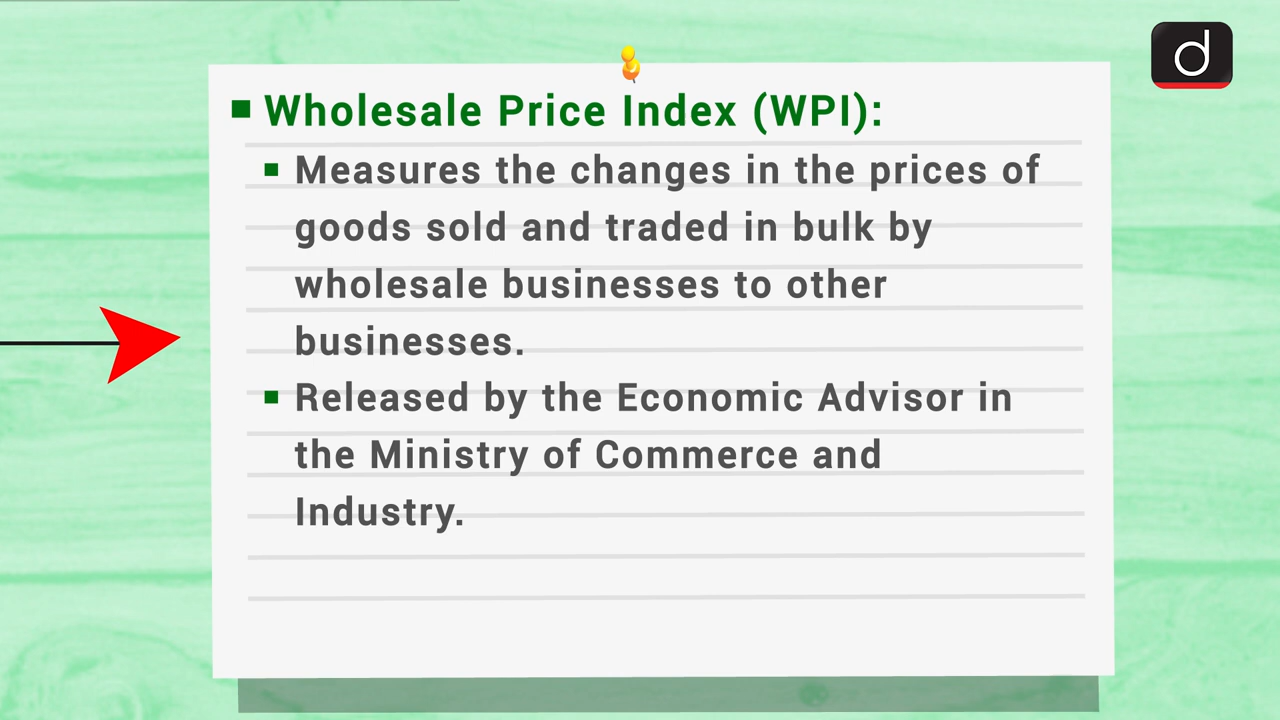 d
Wholesale Price Index (WPI):
Measures the changes in the prices of
goods sold and traded in bulk by
wholesale businesses to other
businesses.
Released by the Economic Advisor in
the Ministry of Commerce and
Industry.